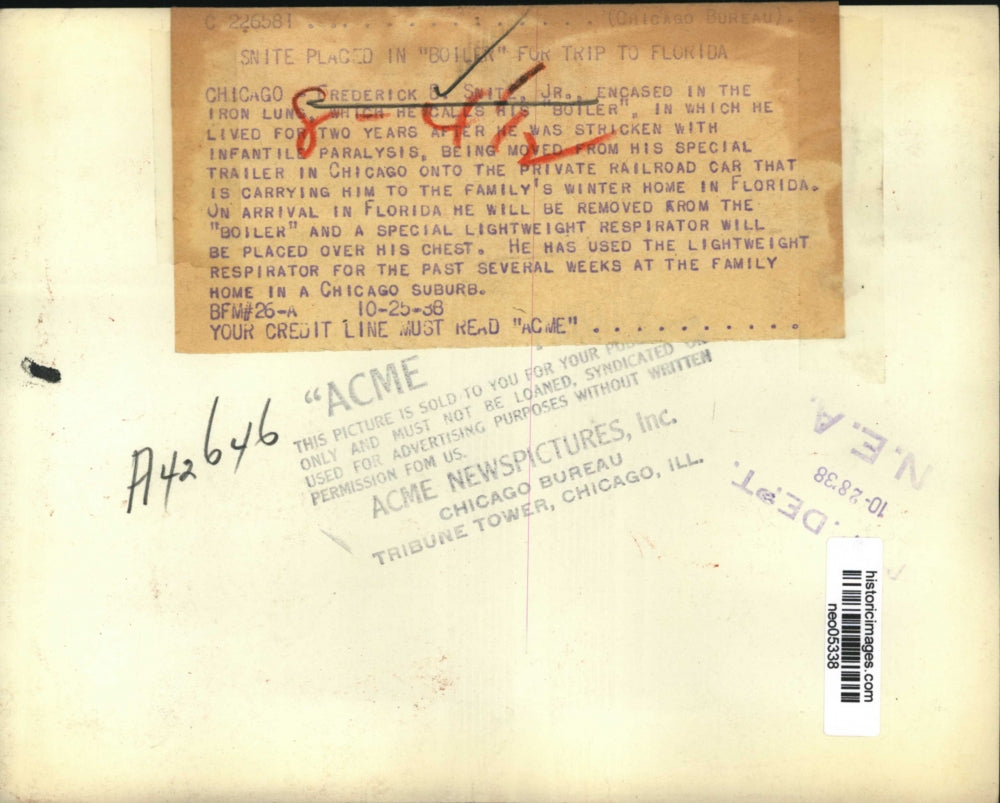 C 226581 . . . . . . . . . . . . . (CHICAGO BUREAU).
SNITE PLACED IN "BOILER" FOR TRIP TO FLORIDA
CHICAGO FREDERICK B. SNITE, JR., ENCASED IN THE
IRON LUNG, WHICH HE CALLS HIS "BOILER", IN WHICH HE
LIVED FOR TWO YEARS AFTER HE WAS STRICKEN WITH
INFANTILE PARALYSIS, BEING MOVED FROM HIS SPECIAL
TRAILER IN CHICAGO ONTO THE PRIVATE RAILROAD CAR THAT
IS CARRYING HIM TO THE FAMILY'S WINTER HOME IN FLORIDA.
ON ARRIVAL IN FLORIDA HE WILL BE REMOVED FROM THE
"BOILER" AND A SPECIAL LIGHTWEIGHT RESPIRATOR WILL
BE PLACED OVER HIS CHEST. HE HAS USED THE LIGHTWEIGHT
RESPIRATOR FOR THE PAST SEVERAL WEEKS AT THE FAMILY
HOME IN A CHICAGO SUBURB.
BFM#26-A 10-25-38
YOUR CREDIT LINE MUST READ "ACME" . . . . . . . . . . .
8-4½
"ACME
THIS PICTURE IS SOLD TO YOU FOR YOUR
ONLY AND MUST NOT BE LOANED, SYNDICATED
USED FOR ADVERTISING PURPOSES WITHOUT WRITTEN
PERMISSION FOM US.
ACME NEWSPICTURES, Inc.
CHICAGO BUREAU
TRIBUNE TOWER, CHICAGO, ILL.
A42646
N.E.A.
10-28'38
DEPT.
historicimages.com
neo05338